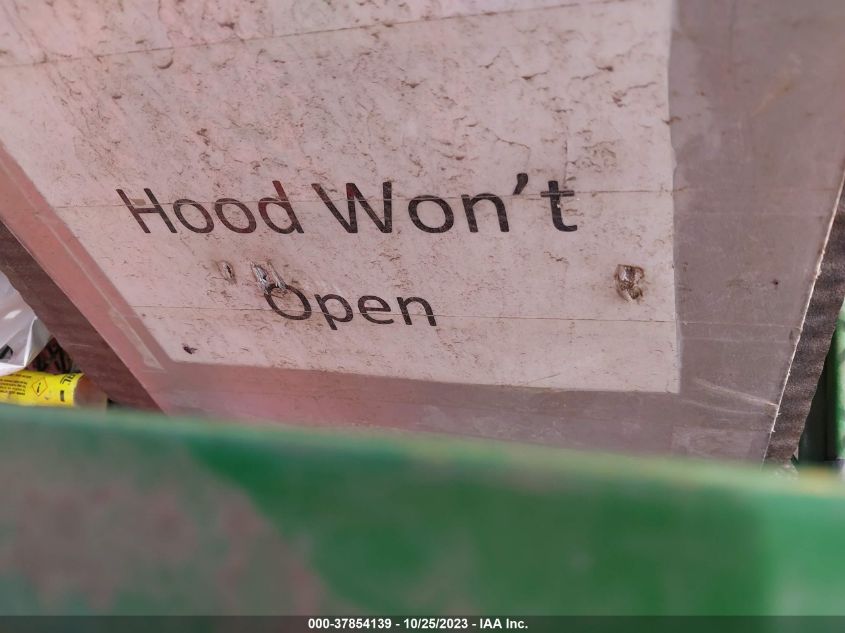 Hood Won't
Open
000-37854139 - 10/25/2023 - IAA Inc.